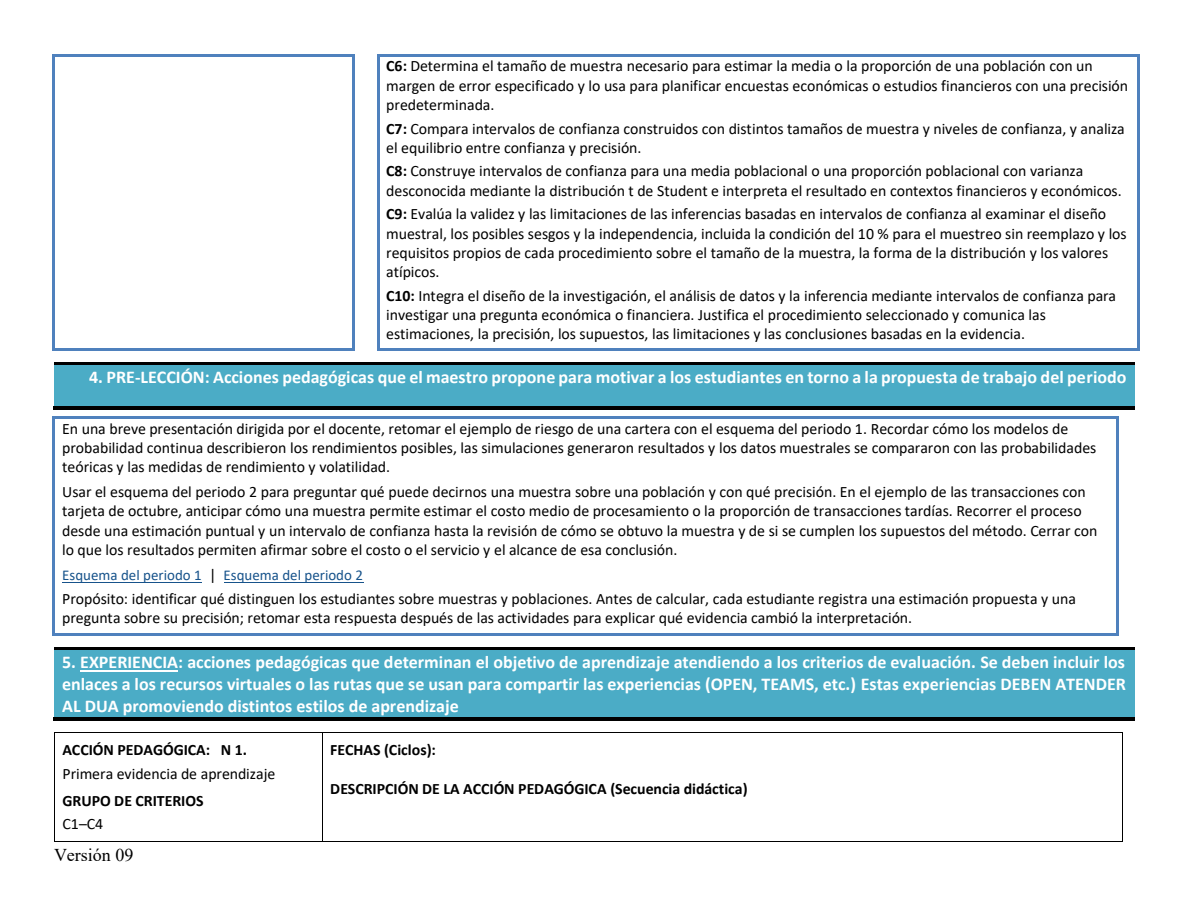 C6: Determina el tamaño de muestra necesario para estimar la media o la proporción de una población con un
margen de error especificado y lo usa para planificar encuestas económicas o estudios financieros con una precisión
predeterminada.
C7: Compara intervalos de confianza construidos con distintos tamaños de muestra y niveles de confianza, y analiza
el equilibrio entre confianza y precisión.
C8: Construye intervalos de confianza para una media poblacional o una proporción poblacional con varianza
desconocida mediante la distribución t de Student e interpreta el resultado en contextos financieros y económicos.
C9: Evalúa la validez y las limitaciones de las inferencias basadas en intervalos de confianza al examinar el diseño
muestral, los posibles sesgos y la independencia, incluida la condición del 10 % para el muestreo sin reemplazo y los
requisitos propios de cada procedimiento sobre el tamaño de la muestra, la forma de la distribución y los valores
atípicos.
C10: Integra el diseño de la investigación, el análisis de datos y la inferencia mediante intervalos de confianza para
investigar una pregunta económica o financiera. Justifica el procedimiento seleccionado y comunica las
estimaciones, la precisión, los supuestos, las limitaciones y las conclusiones basadas en la evidencia.
4. PRE-LECCIÓN: Acciones pedagógicas que el maestro propone para motivar a los estudiantes en torno a la propuesta de trabajo del periodo
En una breve presentación dirigida por el docente, retomar el ejemplo de riesgo de una cartera con el esquema del periodo 1. Recordar cómo los modelos de
probabilidad continua describieron los rendimientos posibles, las simulaciones generaron resultados y los datos muestrales se compararon con las probabilidades
teóricas y las medidas de rendimiento y volatilidad.
Usar el esquema del periodo 2 para preguntar qué puede decirnos una muestra sobre una población y con qué precisión. En el ejemplo de las transacciones con
tarjeta de octubre, anticipar cómo una muestra permite estimar el costo medio de procesamiento o la proporción de transacciones tardías. Recorrer el proceso
desde una estimación puntual y un intervalo de confianza hasta la revisión de cómo se obtuvo la muestra y de si se cumplen los supuestos del método. Cerrar con
lo que los resultados permiten afirmar sobre el costo o el servicio y el alcance de esa conclusión.
Esquema del periodo 1 | Esquema del periodo 2
Propósito: identificar qué distinguen los estudiantes sobre muestras y poblaciones. Antes de calcular, cada estudiante registra una estimación propuesta y una
pregunta sobre su precisión; retomar esta respuesta después de las actividades para explicar qué evidencia cambió la interpretación.
5. EXPERIENCIA: acciones pedagógicas que determinan el objetivo de aprendizaje atendiendo a los criterios de evaluación. Se deben incluir los
enlaces a los recursos virtuales o las rutas que se usan para compartir las experiencias (OPEN, TEAMS, etc.) Estas experiencias DEBEN ATENDER
AL DUA promoviendo distintos estilos de aprendizaje
ACCIÓN PEDAGÓGICA: N 1.
Primera evidencia de aprendizaje
GRUPO DE CRITERIOS
C1–C4
FECHAS (Ciclos):
DESCRIPCIÓN DE LA ACCIÓN PEDAGÓGICA (Secuencia didáctica)
Versión 09